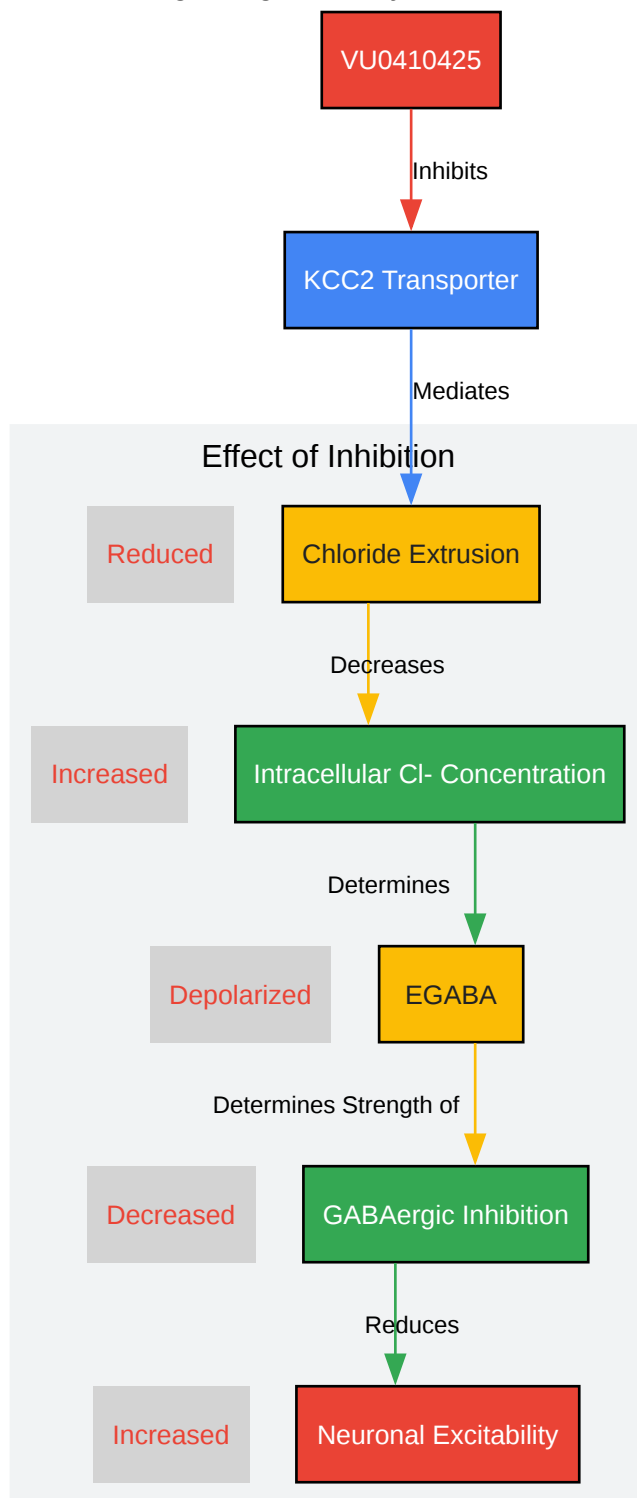 VU0410425
Inhibits
KCC2 Transporter
Mediates
Effect of Inhibition
Reduced
Chloride Extrusion
Decreases
Increased
Intracellular Cl- Concentration
Determines
Depolarized
EGABA
Determines Strength of
Decreased
GABAergic Inhibition
Reduces
Increased
Neuronal Excitability